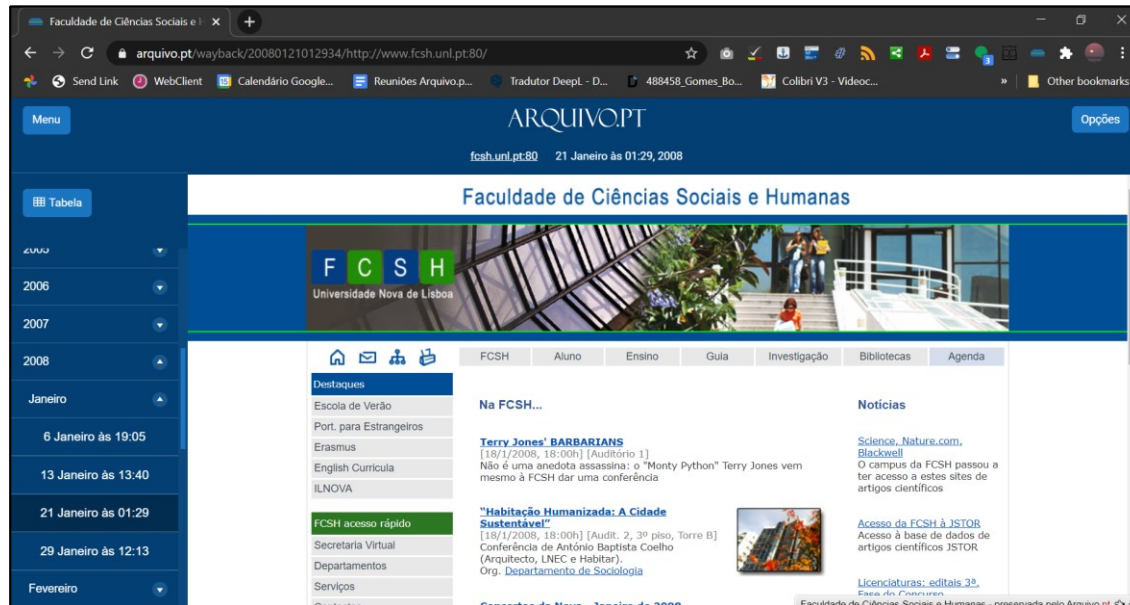 Faculdade de Ciências Sociais e H
arquivo.pt/wayback/20080121012934/http://www.fcsh.unl.pt:80/
Send Link
WebClient
Calendário Google...
Reuniões Arquivo.p...
Tradutor DeepL - D...
488458_Gomes_Bo...
Colibri V3 - Videoc...
»
Other bookmarks
Menu
ARQUIVO.PT
Opções
fcsh.unl.pt:80 21 Janeiro às 01:29, 2008
Tabela
2005
2006
2007
2008
Janeiro
6 Janeiro às 19:05
13 Janeiro às 13:40
21 Janeiro às 01:29
29 Janeiro às 12:13
Fevereiro
Faculdade de Ciências Sociais e Humanas
F C S H
Universidade Nova de Lisboa
FCSH Aluno Ensino Guia Investigação Bibliotecas Agenda
Destaques
Escola de Verão
Port. para Estrangeiros
Erasmus
English Curricula
ILNOVA
FCSH acesso rápido
Secretaria Virtual
Departamentos
Serviços
Na FCSH...
Terry Jones' BARBARIANS
[18/1/2008, 18:00h] [Auditório 1]
Não é uma anedota assassina: o "Monty Python" Terry Jones vem
mesmo à FCSH dar uma conferência
"Habitação Humanizada: A Cidade
Sustentável"
[18/1/2008, 18:00h] [Audit. 2, 3º piso, Torre B]
Conferência de António Baptista Coelho
(Arquitecto, LNEC e Habitar).
Org. Departamento de Sociologia
Concertos da Nova - Janeiro de 2008
Notícias
Science, Nature.com,
Blackwell
O campus da FCSH passou a
ter acesso a estes sites de
artigos científicos
Acesso da FCSH à JSTOR
Acesso à base de dados de
artigos científicos JSTOR
Licenciaturas: editais 3ª.
Fase do Concurso
Faculdade de Ciências Sociais e Humanas - preservada pelo Arquivo.pt